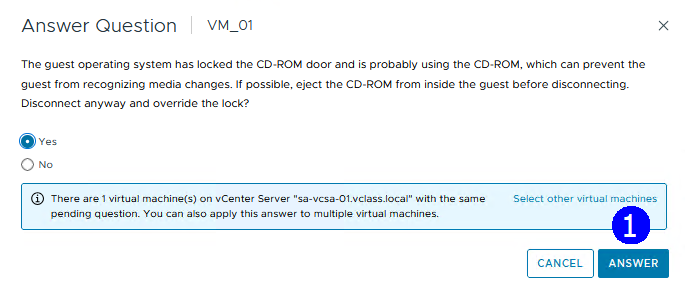 Answer Question | VM_01
The guest operating system has locked the CD-ROM door and is probably using the CD-ROM, which can prevent the
guest from recognizing media changes. If possible, eject the CD-ROM from inside the guest before disconnecting.
Disconnect anyway and override the lock?
Yes
No
There are 1 virtual machine(s) on vCenter Server "sa-vcsa-01.vclass.local" with the same Select other virtual machines
pending question. You can also apply this answer to multiple virtual machines.
1
CANCEL ANSWER